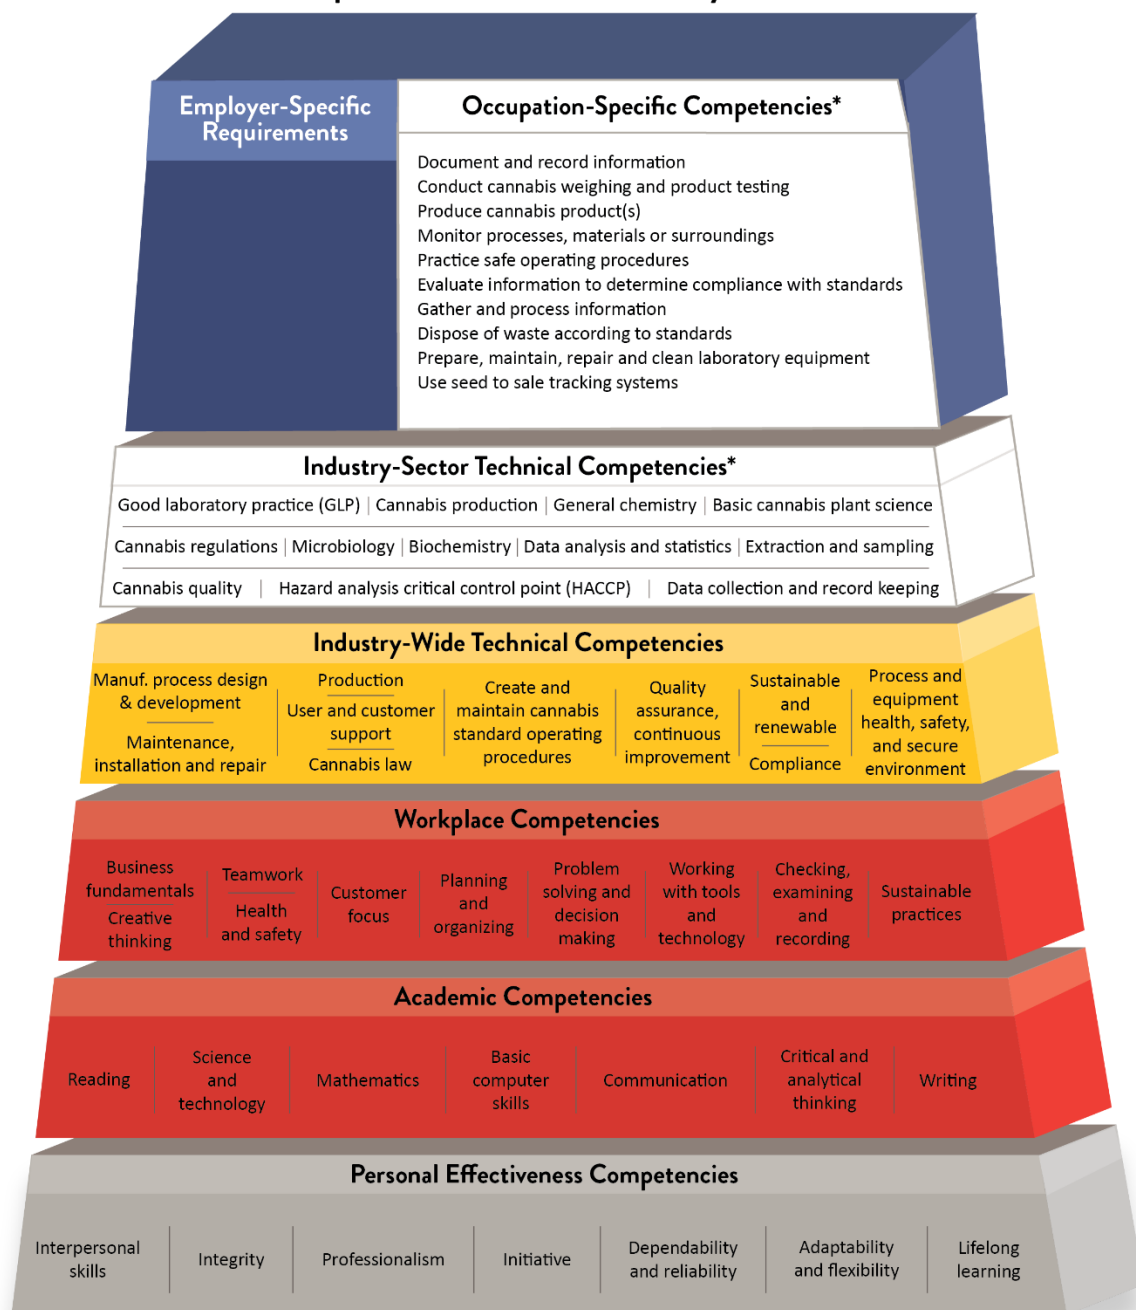 Employer-Specific
Requirements
Occupation-Specific Competencies*
Document and record information
Conduct cannabis weighing and product testing
Produce cannabis product(s)
Monitor processes, materials or surroundings
Practice safe operating procedures
Evaluate information to determine compliance with standards
Gather and process information
Dispose of waste according to standards
Prepare, maintain, repair and clean laboratory equipment
Use seed to sale tracking systems
Industry-Sector Technical Competencies*
Good laboratory practice (GLP) | Cannabis production | General chemistry | Basic cannabis plant science
Cannabis regulations | Microbiology | Biochemistry | Data analysis and statistics | Extraction and sampling
Cannabis quality | Hazard analysis critical control point (HACCP) | Data collection and record keeping
Industry-Wide Technical Competencies
Manuf. process design
& development
Maintenance,
installation and repair
Production
User and customer
support
Cannabis law
Create and
maintain cannabis
standard operating
procedures
Quality
assurance,
continuous
improvement
Sustainable
and
renewable
Compliance
Process and
equipment
health, safety,
and secure
environment
Workplace Competencies
Business
fundamentals
Creative
thinking
Teamwork
Health
and safety
Customer
focus
Planning
and
organizing
Problem
solving and
decision
making
Working
with tools
and
technology
Checking,
examining
and
recording
Sustainable
practices
Academic Competencies
Reading
Science
and
technology
Mathematics
Basic
computer
skills
Communication
Critical and
analytical
thinking
Writing
Personal Effectiveness Competencies
Interpersonal
skills
Integrity
Professionalism
Initiative
Dependability
and reliability
Adaptability
and flexibility
Lifelong
learning